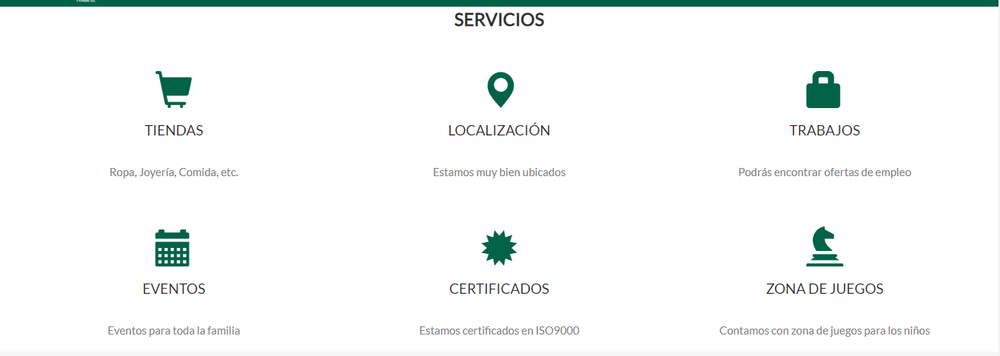 SERVICIOS
TIENDAS
LOCALIZACIÓN
TRABAJOS
Ropa, Joyería, Comida, etc.
Estamos muy bien ubicados
Podrás encontrar ofertas de empleo
EVENTOS
CERTIFICADOS
ZONA DE JUEGOS
Eventos para toda la familia
Estamos certificados en ISO9000
Contamos con zona de juegos para los niños